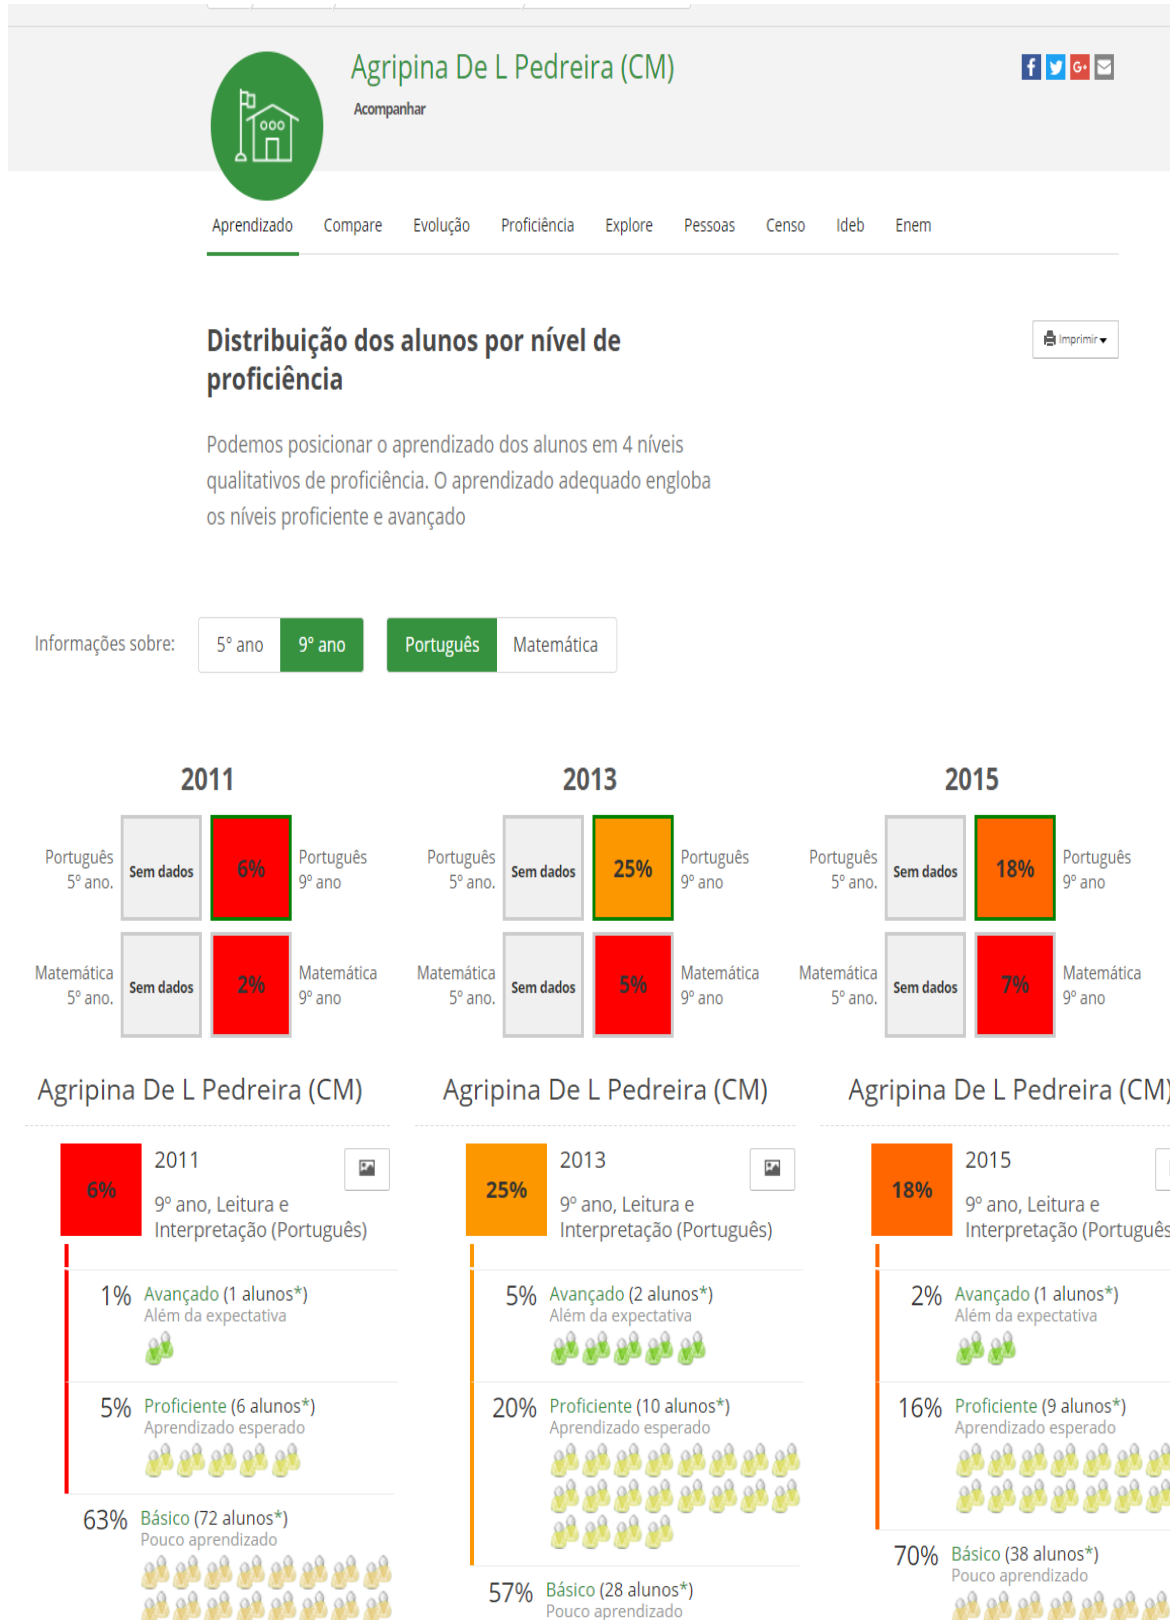 Agripina De L Pedreira (CM)
Acompanhar
Aprendizado Compare Evolução Proficiência Explore Pessoas Censo Ideb Enem
Distribuição dos alunos por nível de
proficiência
Imprimir
Podemos posicionar o aprendizado dos alunos em 4 níveis
qualitativos de proficiência. O aprendizado adequado engloba
os níveis proficiente e avançado
Informações sobre: 5º ano 9º ano Português Matemática
2011
Português
5º ano.
Sem dados
6%
Português
9º ano
Matemática
5º ano.
Sem dados
2%
Matemática
9º ano
2013
Português
5º ano.
Sem dados
25%
Português
9º ano
Matemática
5º ano.
Sem dados
5%
Matemática
9º ano
2015
Português
5º ano.
Sem dados
18%
Português
9º ano
Matemática
5º ano.
Sem dados
7%
Matemática
9º ano
Agripina De L Pedreira (CM)
6%
2011
9º ano, Leitura e
Interpretação (Português)
1% Avançado (1 alunos*)
Além da expectativa
5% Proficiente (6 alunos*)
Aprendizado esperado
63% Básico (72 alunos*)
Pouco aprendizado
Agripina De L Pedreira (CM)
25%
2013
9º ano, Leitura e
Interpretação (Português)
5% Avançado (2 alunos*)
Além da expectativa
20% Proficiente (10 alunos*)
Aprendizado esperado
57% Básico (28 alunos*)
Pouco aprendizado
Agripina De L Pedreira (CM)
18%
2015
9º ano, Leitura e
Interpretação (Português
2% Avançado (1 alunos*)
Além da expectativa
16% Proficiente (9 alunos*)
Aprendizado esperado
70% Básico (38 alunos*)
Pouco aprendizado